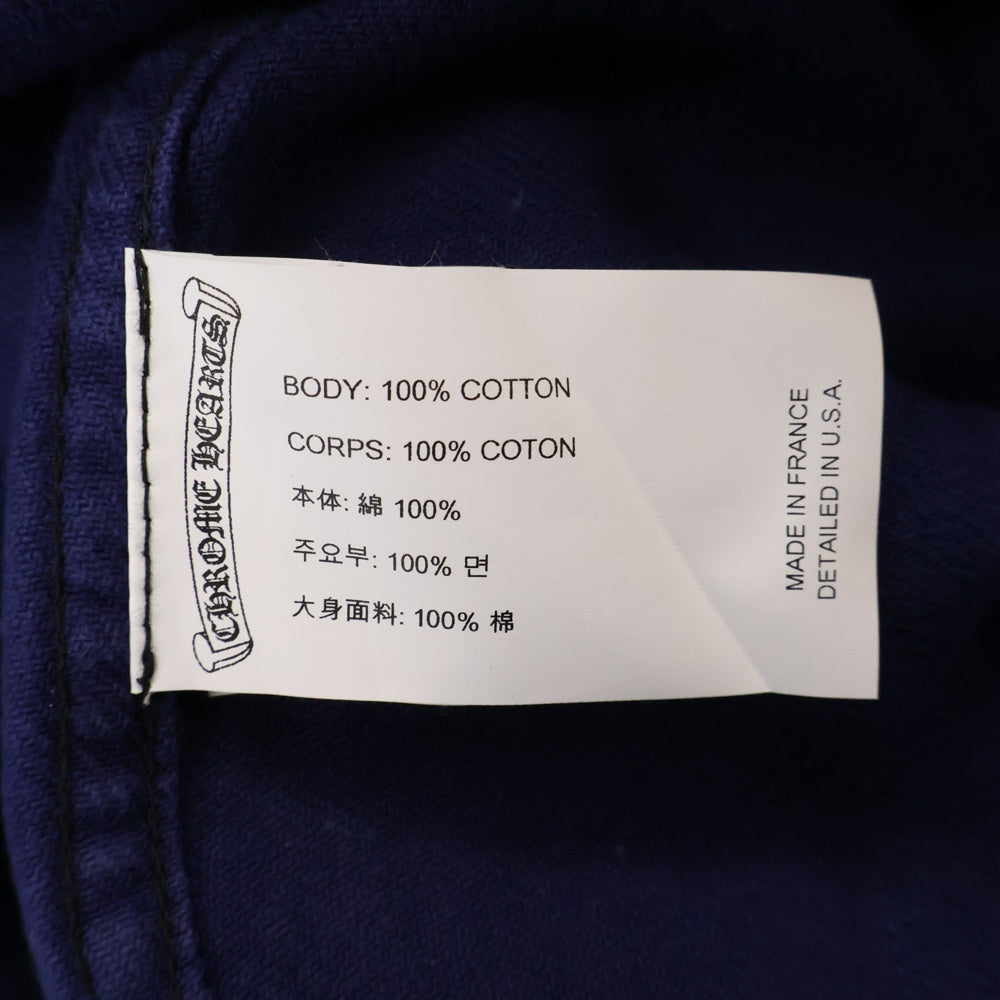 CHROME HEARTS
BODY: 100% COTTON
CORPS: 100% COTON
本体: 綿 100%
주요부: 100% 면
大身面料: 100% 棉
MADE IN FRANCE
DETAILED IN U.S.A.